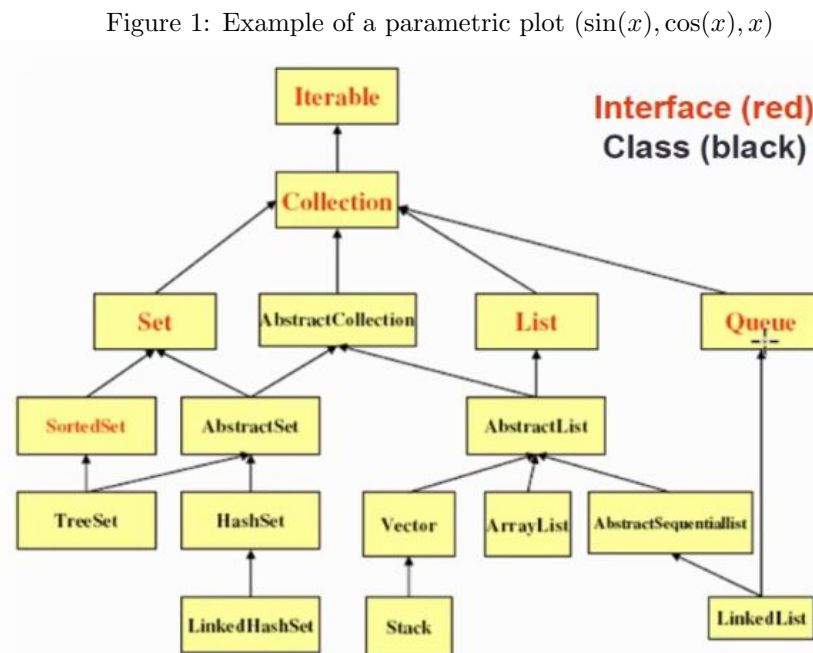 Figure 1: Example of a parametric plot (sin(x), cos(x), x)
Iterable
Interface (red)
Class (black)
Collection
Set
AbstractCollection
List
Queue
SortedSet
AbstractSet
AbstractList
TreeSet
HashSet
Vector
ArrayList
AbstractSequentiallist
LinkedHashSet
Stack
LinkedList